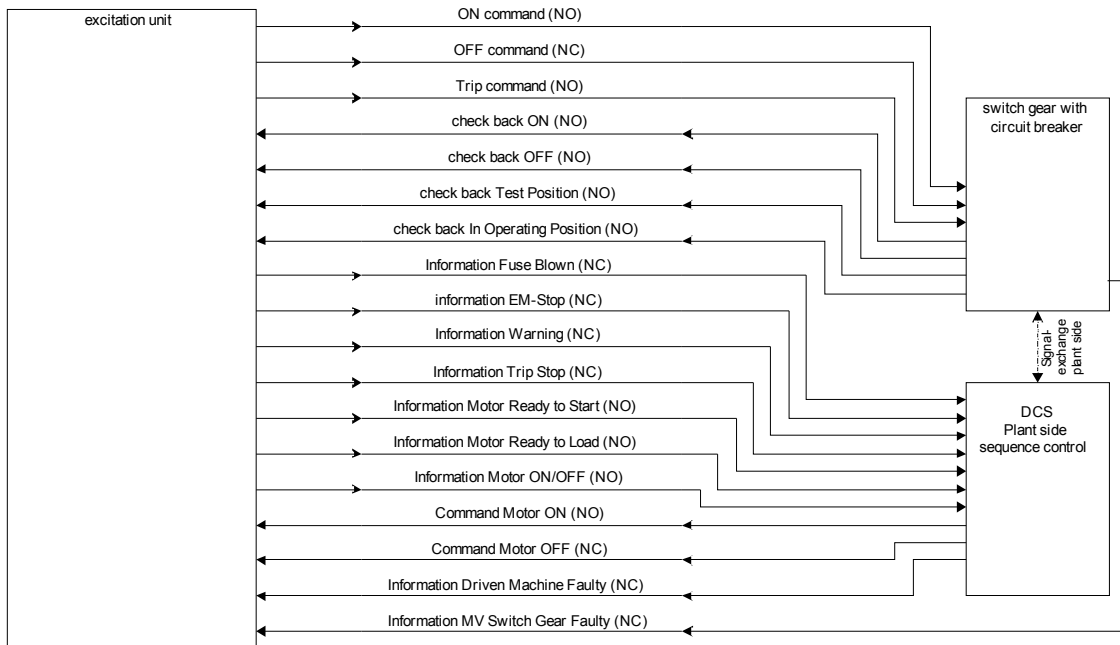 excitation unit
ON command (NO)
OFF command (NC)
Trip command (NO)
check back ON (NO)
check back OFF (NO)
check back Test Position (NO)
check back In Operating Position (NO)
Information Fuse Blown (NC)
information EM-Stop (NC)
Information Warning (NC)
Information Trip Stop (NC)
Information Motor Ready to Start (NO)
Information Motor Ready to Load (NO)
Information Motor ON/OFF (NO)
Command Motor ON (NO)
Command Motor OFF (NC)
Information Driven Machine Faulty (NC)
Information MV Switch Gear Faulty (NC)
switch gear with
circuit breaker
Signal-
exchange
plant side
DCS
Plant side
sequence control